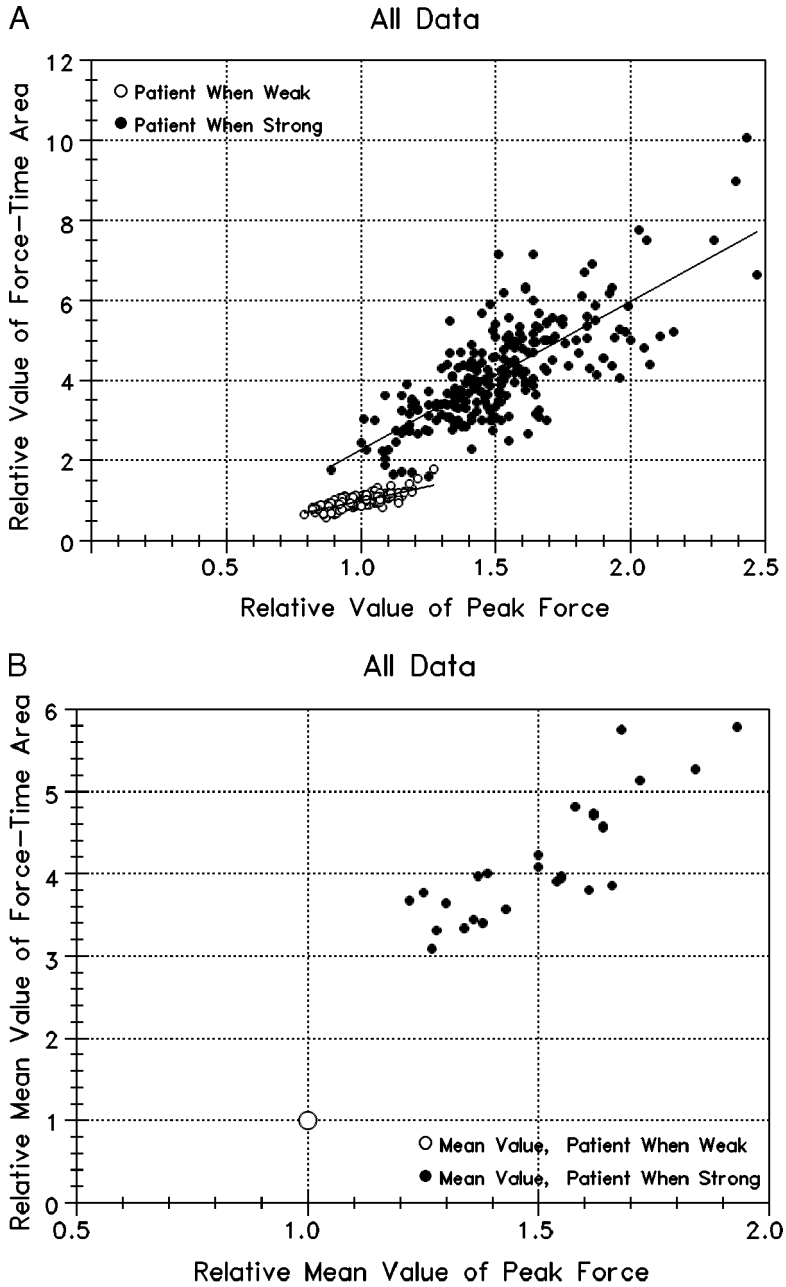 A
All Data
Relative Value of Force-Time Area
12
10
8
6
4
2
0
Patient When Weak
Patient When Strong
0.5
1.0
1.5
2.0
2.5
Relative Value of Peak Force
B
All Data
Relative Mean Value of Force-Time Area
6
5
4
3
2
1
0
Mean Value, Patient When Weak
Mean Value, Patient When Strong
0.5
1.0
1.5
2.0
Relative Mean Value of Peak Force